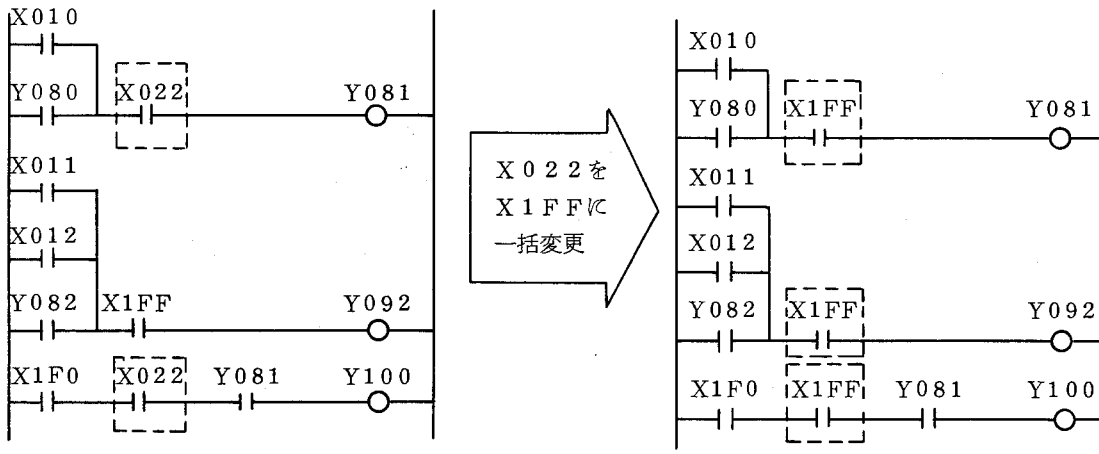 X010
Y080 X022 Y081
X011
X012
Y082 X1FF Y092
X1F0 X022 Y081 Y100
X022を
X1FFに
一括変更
X010
Y080 X1FF Y081
X011
X012
Y082 X1FF Y092
X1F0 X1FF Y081 Y100